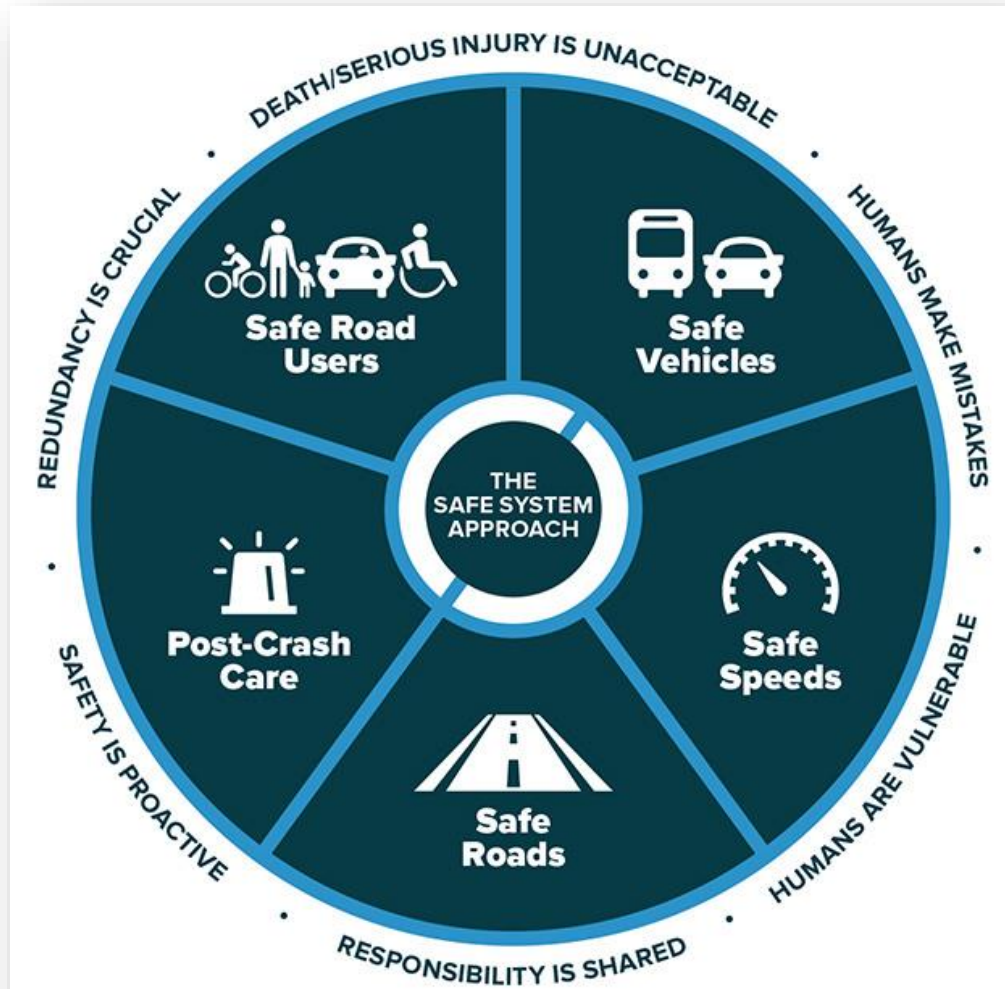 DEATH/SERIOUS INJURY IS UNACCEPTABLE
HUMANS MAKE MISTAKES
HUMANS ARE VULNERABLE
RESPONSIBILITY IS SHARED
SAFETY IS PROACTIVE
REDUNDANCY IS CRUCIAL
Safe Road
Users
Safe
Vehicles
Safe
Speeds
Safe
Roads
Post-Crash
Care
THE
SAFE SYSTEM
APPROACH